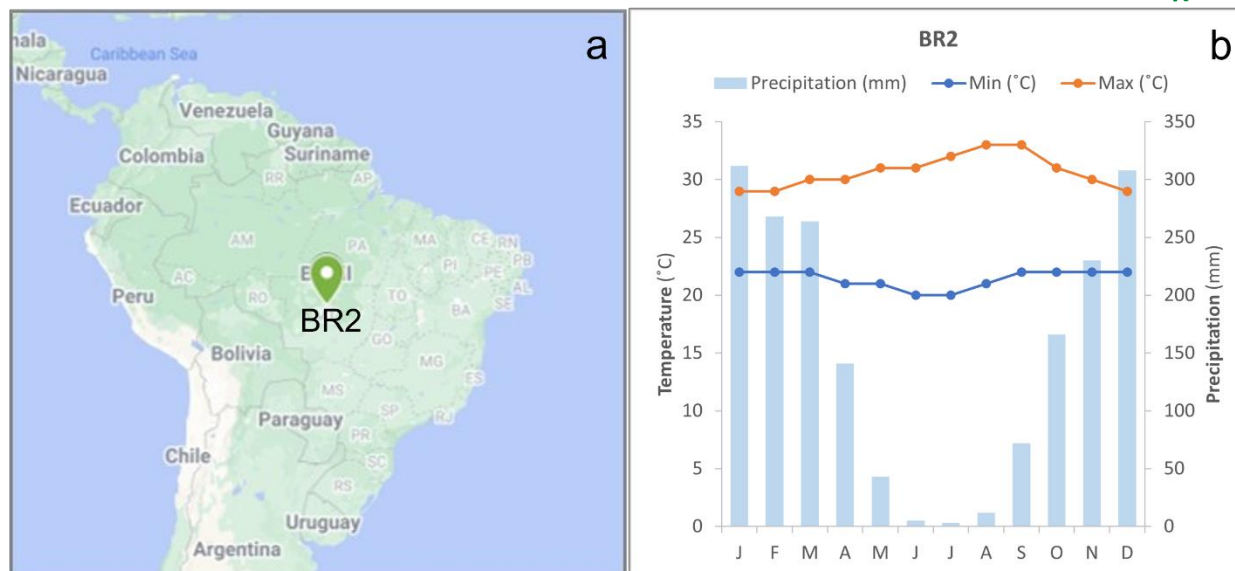 a
nala
Nicaragua
Caribbean Sea
Venezuela
Guyana
Suriname
Colombia
RR
AP
Ecuador
AM
PA
MA
CE
RN
PB
PI
PE
AL
SE
AC
RO
TO
BA
Peru
BR2
GO
Bolivia
MG
ES
MS
SP
RJ
Paraguay
PR
SC
Chile
RS
Uruguay
Argentina
b
BR2
Precipitation (mm) Min (˚C) Max (˚C)
35 350
30 300
25 250
20 200
15 150
10 100
5 50
0 0
Temperature (˚C)
Precipitation (mm)
J F M A M J J A S O N D